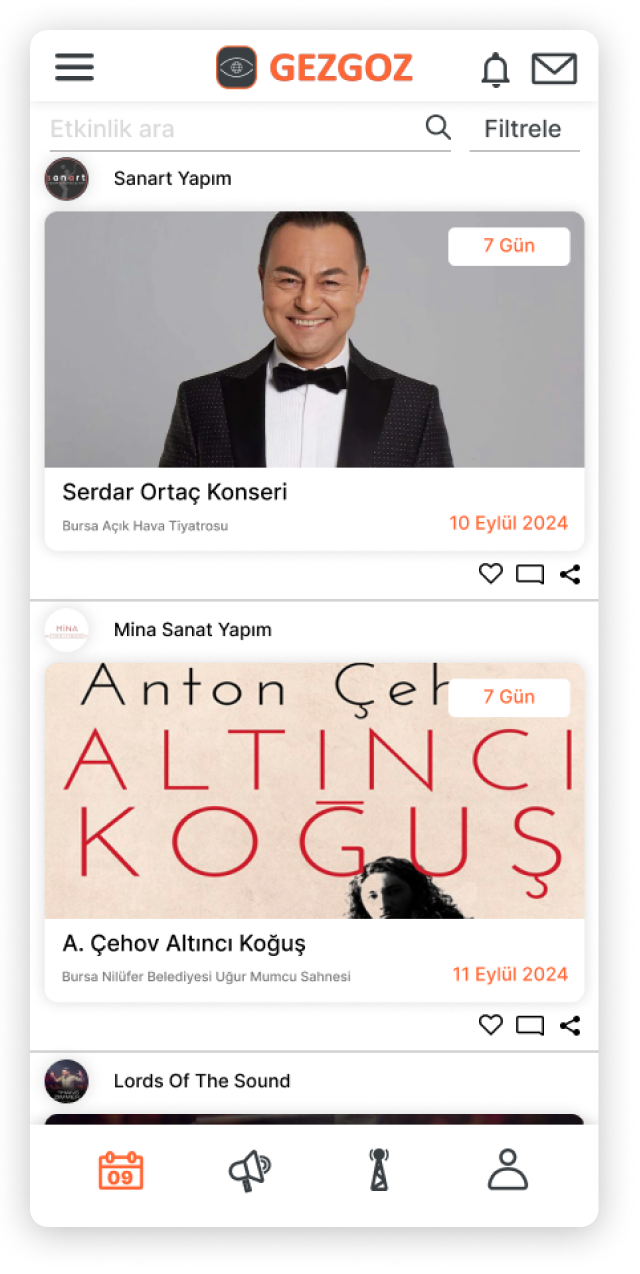 GEZGOZ
Etkinlik ara
Filtrele
sanart
Sanart Yapım
7 Gün
Serdar Ortaç Konseri
Bursa Açık Hava Tiyatrosu
10 Eylül 2024
MİNA
Mina Sanat Yapım
Anton Çeh
7 Gün
ALTINCI
KOĞUŞ
A. Çehov Altıncı Koğuş
Bursa Nilüfer Belediyesi Uğur Mumcu Sahnesi
11 Eylül 2024
Lords Of The Sound
09